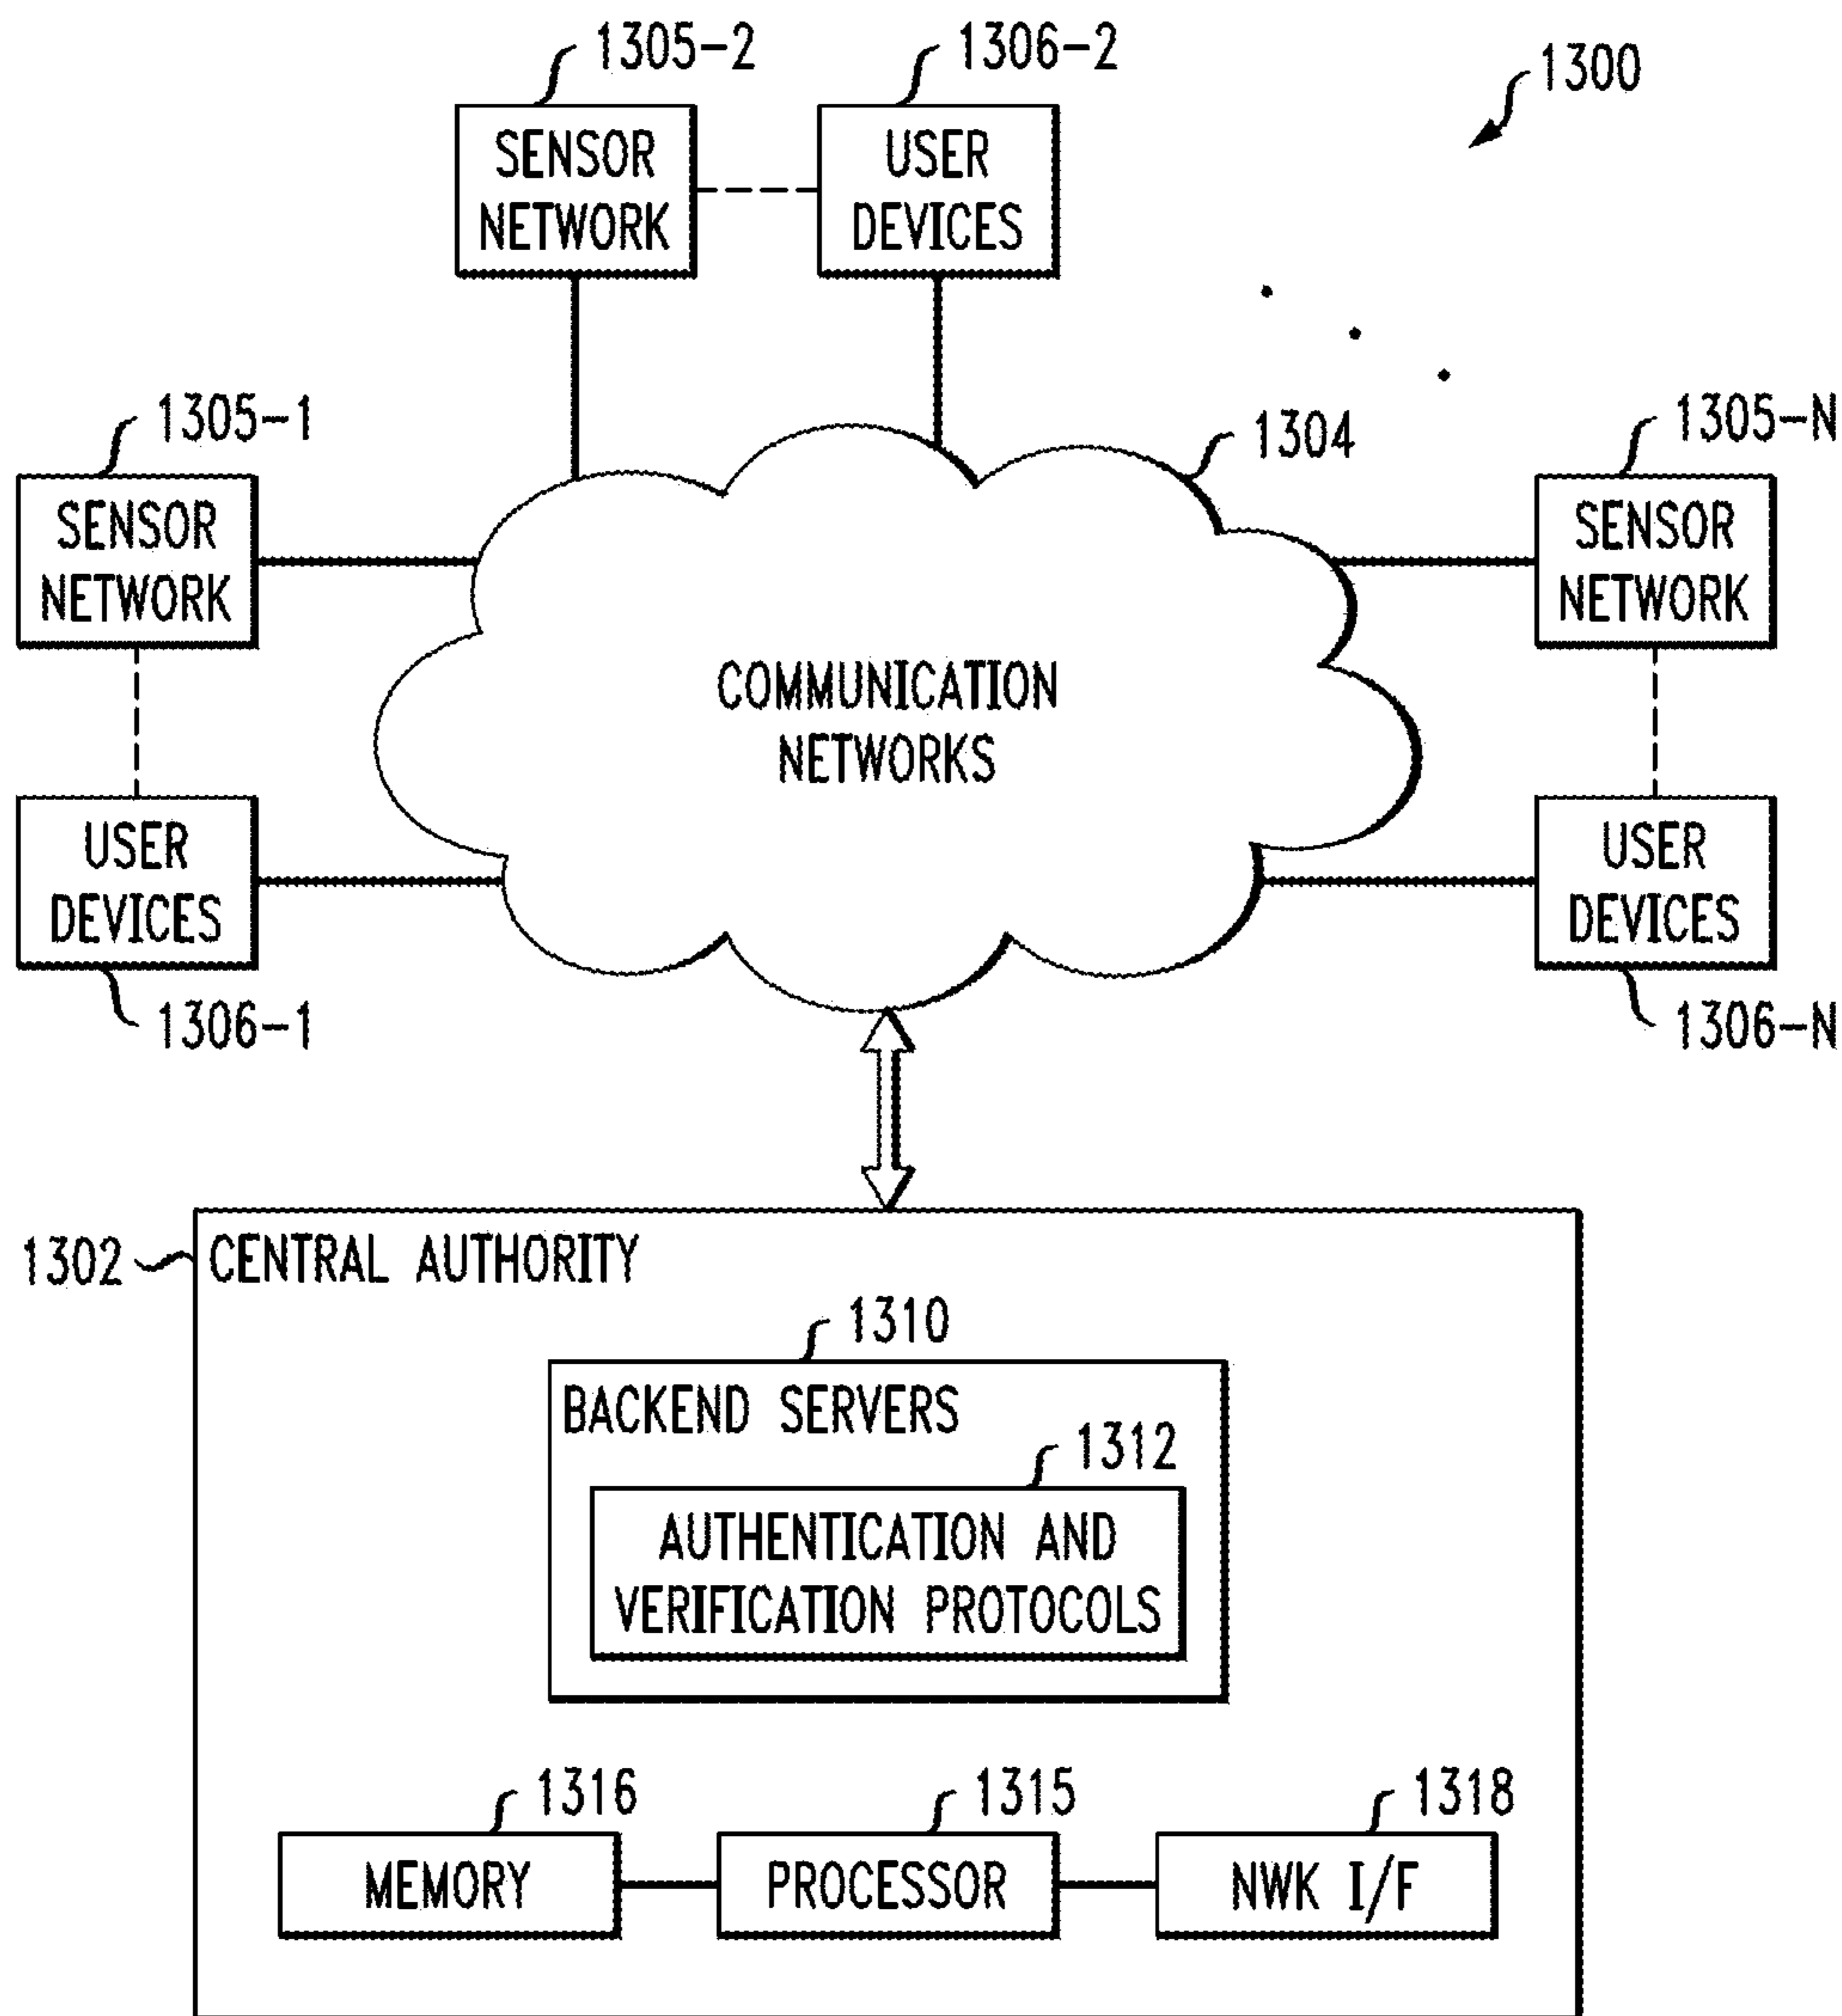 1305-2
1306-2
1300
SENSOR
NETWORK
USER
DEVICES
1305-1
1304
1305-N
SENSOR
NETWORK
SENSOR
NETWORK
COMMUNICATION
NETWORKS
USER
DEVICES
USER
DEVICES
1306-1
1306-N
1302
CENTRAL AUTHORITY
1310
BACKEND SERVERS
1312
AUTHENTICATION AND
VERIFICATION PROTOCOLS
1316
1315
1318
MEMORY
PROCESSOR
NWK I/F